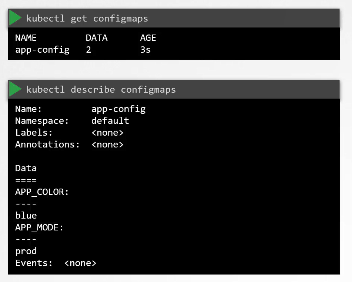 kubectl get configmaps
NAME DATA AGE
app-config 2 3s
kubectl describe configmaps
Name: app-config
Namespace: default
Labels: <none>
Annotations: <none>
Data
====
APP_COLOR:
----
blue
APP_MODE:
----
prod
Events: <none>